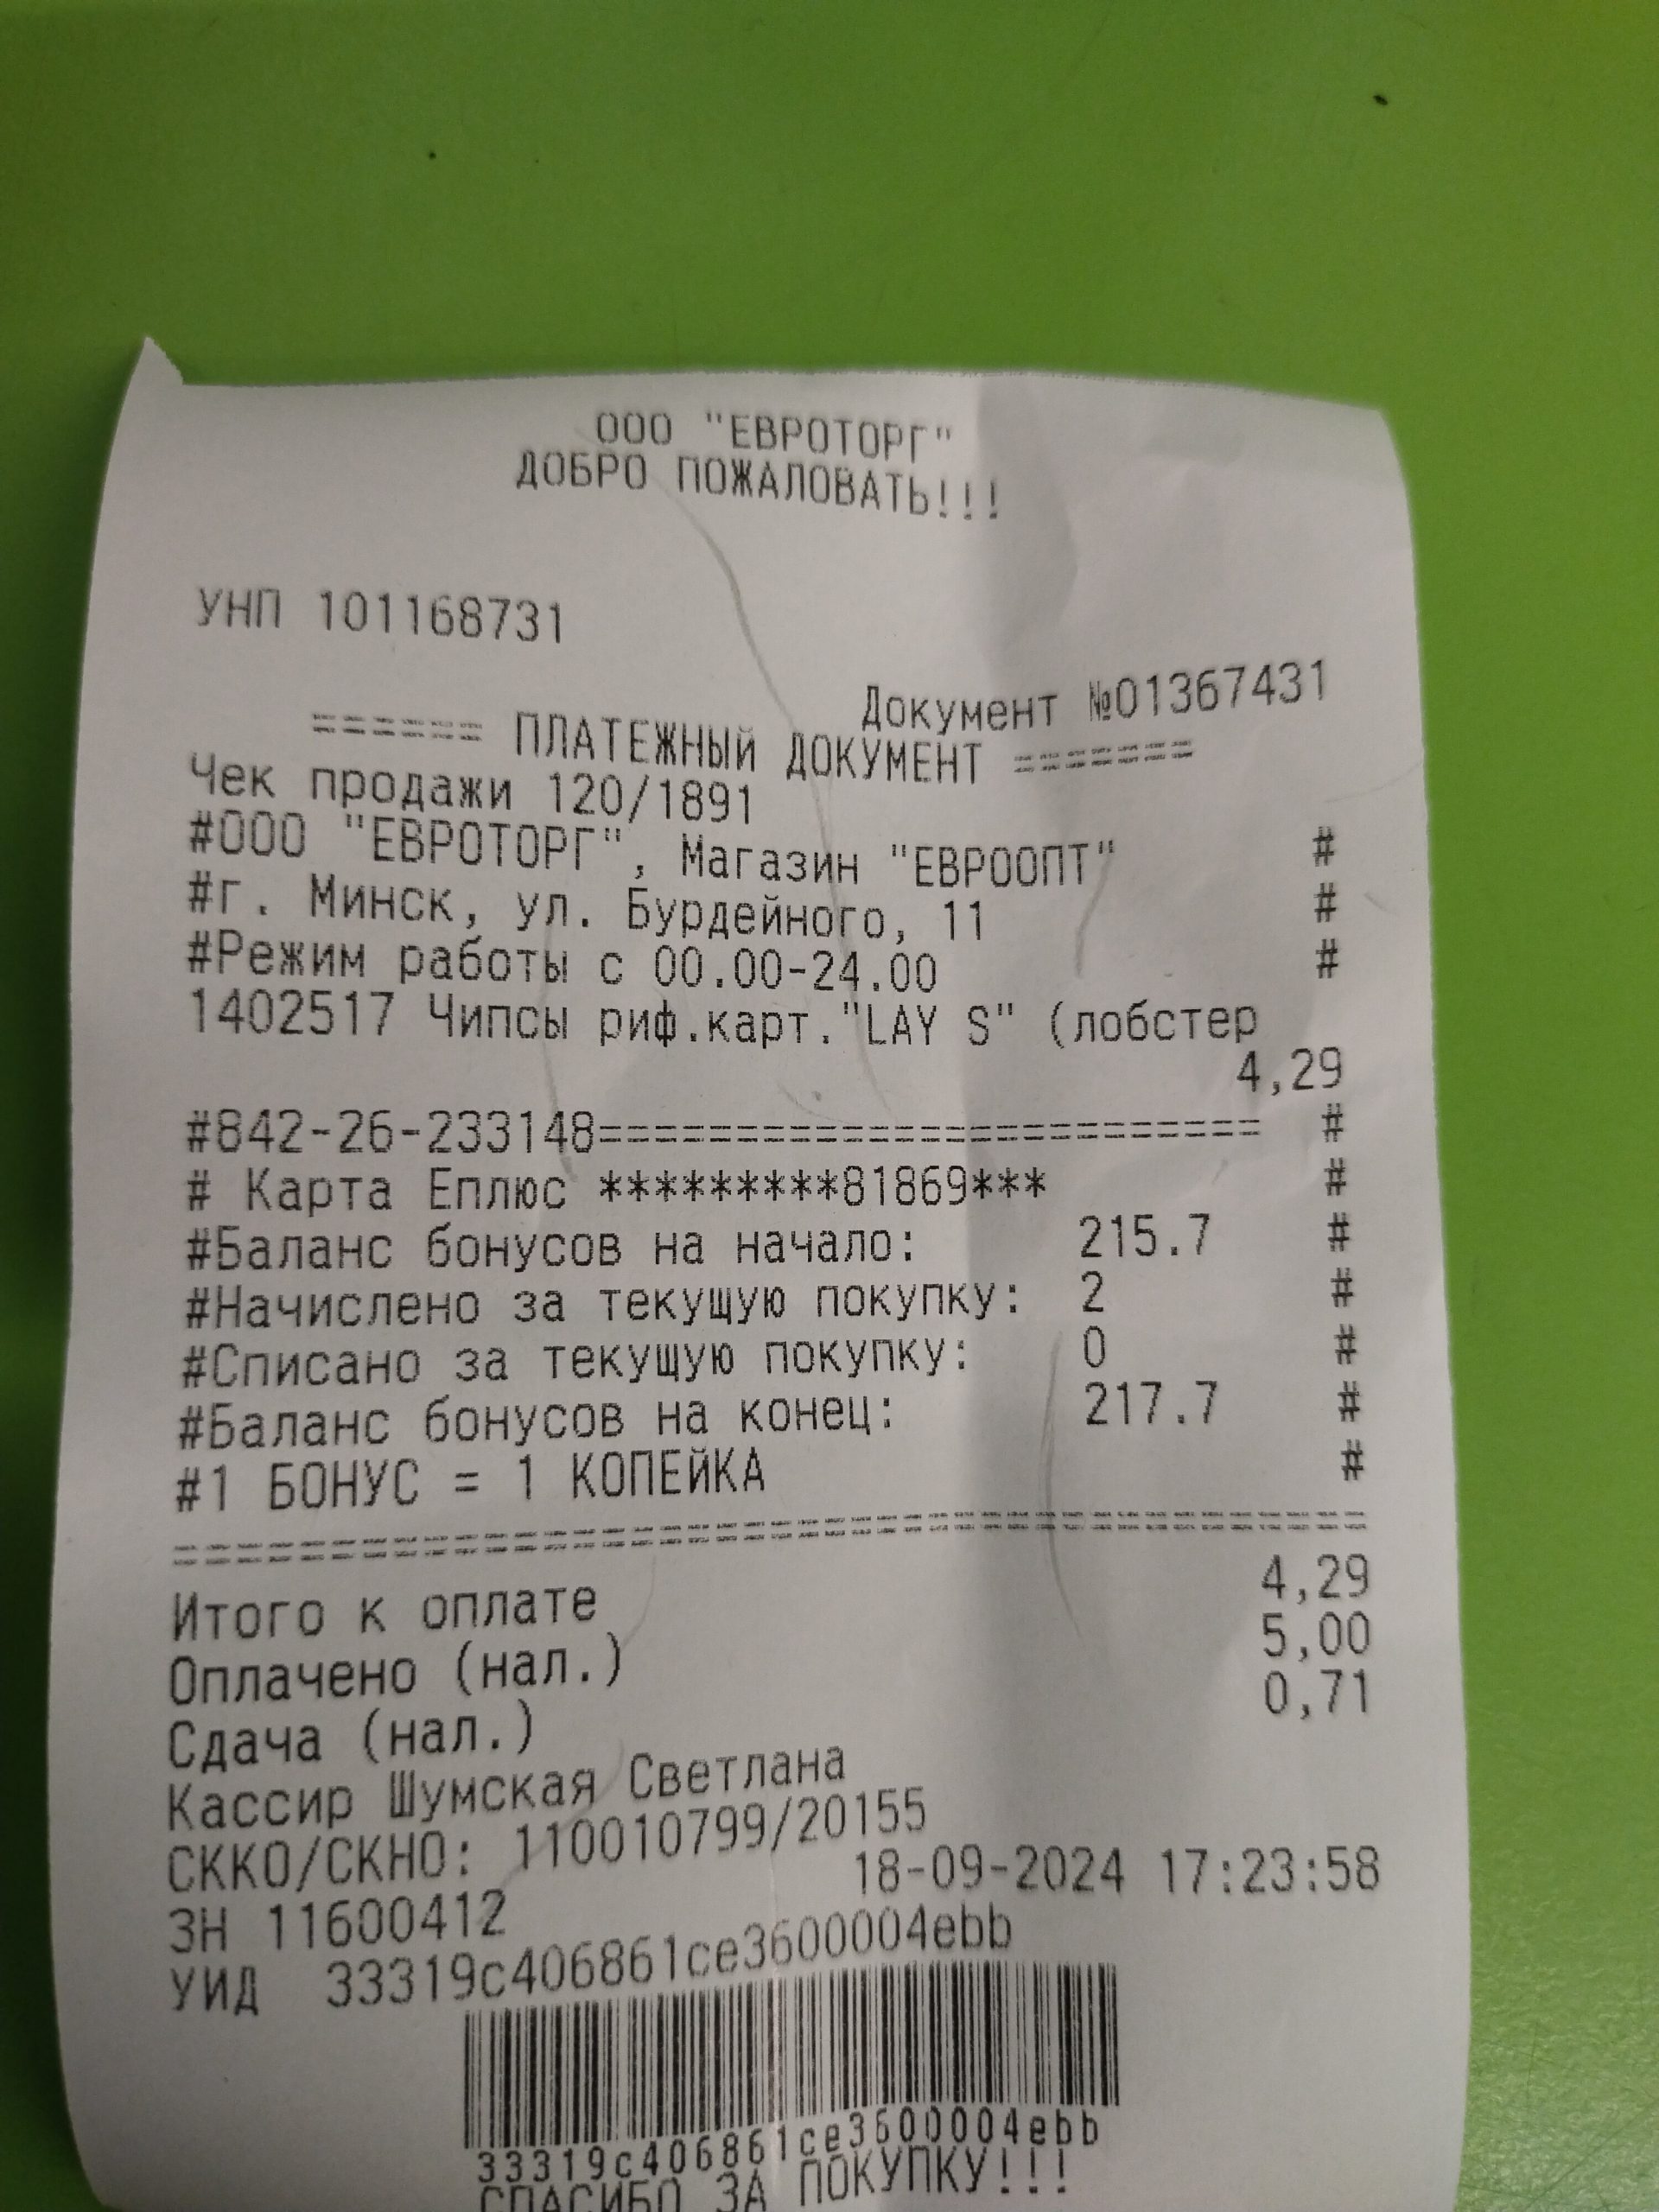 ООО "ЕВРОТОРГ"
ДОБРО ПОЖАЛОВАТЬ!!!
УНП 101168731
Документ №01367431
====== ПЛАТЕЖНЫЙ ДОКУМЕНТ =======
Чек продажи 120/1891
#ООО "ЕВРОТОРГ", Магазин "ЕВРООПТ" #
#г. Минск, ул. Бурдейного, 11 #
#Режим работы с 00.00-24.00 #
1402517 Чипсы риф.карт."LAY S" (лобстер
4,29
#842-26-233148======================== #
# Карта Еплюс *********81869*** #
#Баланс бонусов на начало: 215.7 #
#Начислено за текущую покупку: 2 #
#Списано за текущую покупку: 0 #
#Баланс бонусов на конец: 217.7 #
#1 БОНУС = 1 КОПЕЙКА #
========================================
Итого к оплате 4,29
Оплачено (нал.) 5,00
Сдача (нал.) 0,71
Кассир Шумская Светлана
СККО/СКНО: 110010799/20155
ЗН 11600412 18-09-2024 17:23:58
УИД 33319c406861ce3600004ebb
33319c406861ce3600004ebb
СПАСИБО ЗА ПОКУПКУ!!!